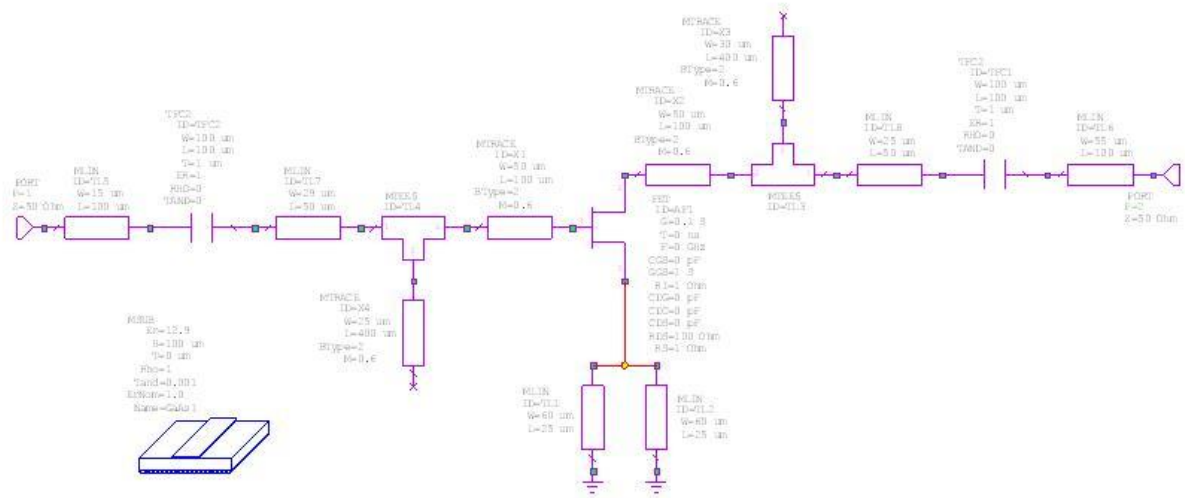 MTRACE
ID=X3
W=30 um
L=400 um
BType=2
M=0.6
MTRACE
ID=X2
W=50 um
L=100 um
BType=2
M=0.6
TFC2
ID=TFC1
W=100 um
L=100 um
T=1 um
ER=1
RHO=0
TAND=0
MLIN
ID=TL8
W=25 um
L=50 um
MLIN
ID=TL6
W=55 um
L=100 um
TFC2
ID=TFC2
W=100 um
L=100 um
T=1 um
ER=1
RHO=0
TAND=0
MTRACE
ID=X1
W=50 um
L=100 um
BType=2
M=0.6
PORT
P=1
Z=50 Ohm
MLIN
ID=TL5
W=15 um
L=100 um
MLIN
ID=TL7
W=29 um
L=50 um
ID=TL4
ID=TL3
PORT
P=2
Z=50 Ohm
FET
ID=AF1
G=0.1 S
T=0 ns
F=0 GHz
CGS=0 pF
GGS=1 S
RI=1 Ohm
CDG=0 pF
CDC=0 pF
CDS=0 pF
RDS=100 Ohm
RS=1 Ohm
MTRACE
ID=X4
W=25 um
L=400 um
BType=2
M=0.6
MSUB
Er=12.9
H=100 um
T=0 um
Rho=1
Tand=0.001
ErNom=1.0
Name=GaAs1
MLIN
ID=TL1
W=60 um
L=25 um
MLIN
ID=TL2
W=60 um
L=25 um